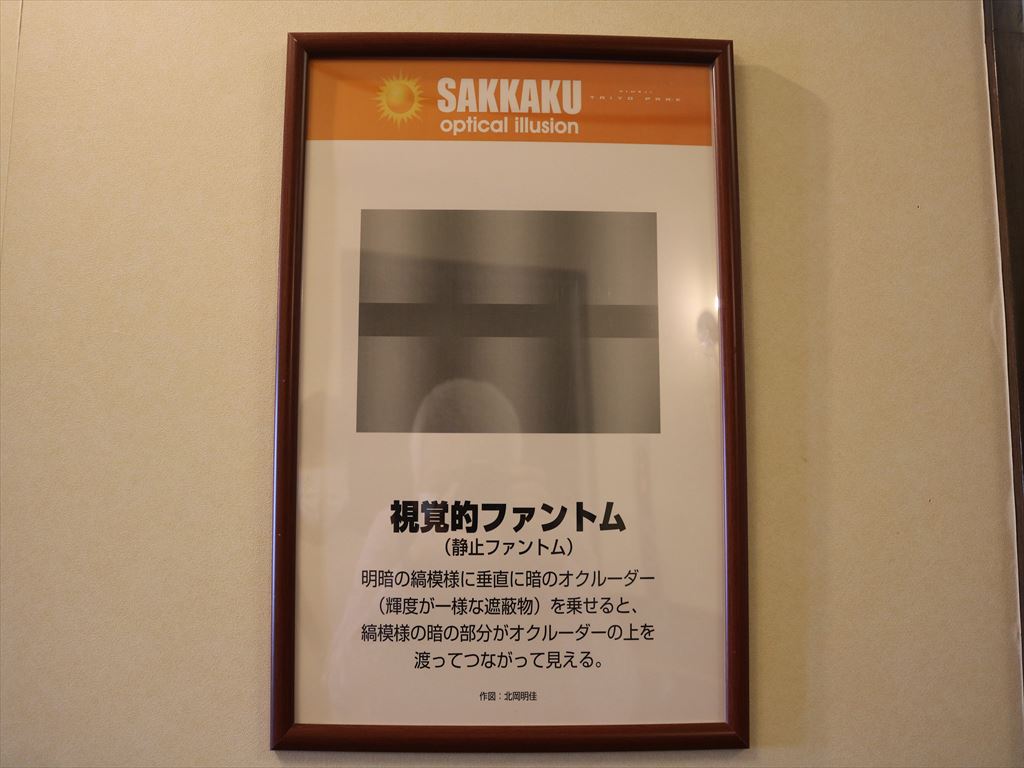 SAKKAKU
optical illusion
HIMEJI
TAIYO PARK
視覚的ファントム
(静止ファントム)
明暗の縞模様に垂直に暗のオクルーダー
(輝度が一様な遮蔽物)を乗せると、
縞模様の暗の部分がオクルーダーの上を
渡ってつながって見える。
作図:北岡明佳